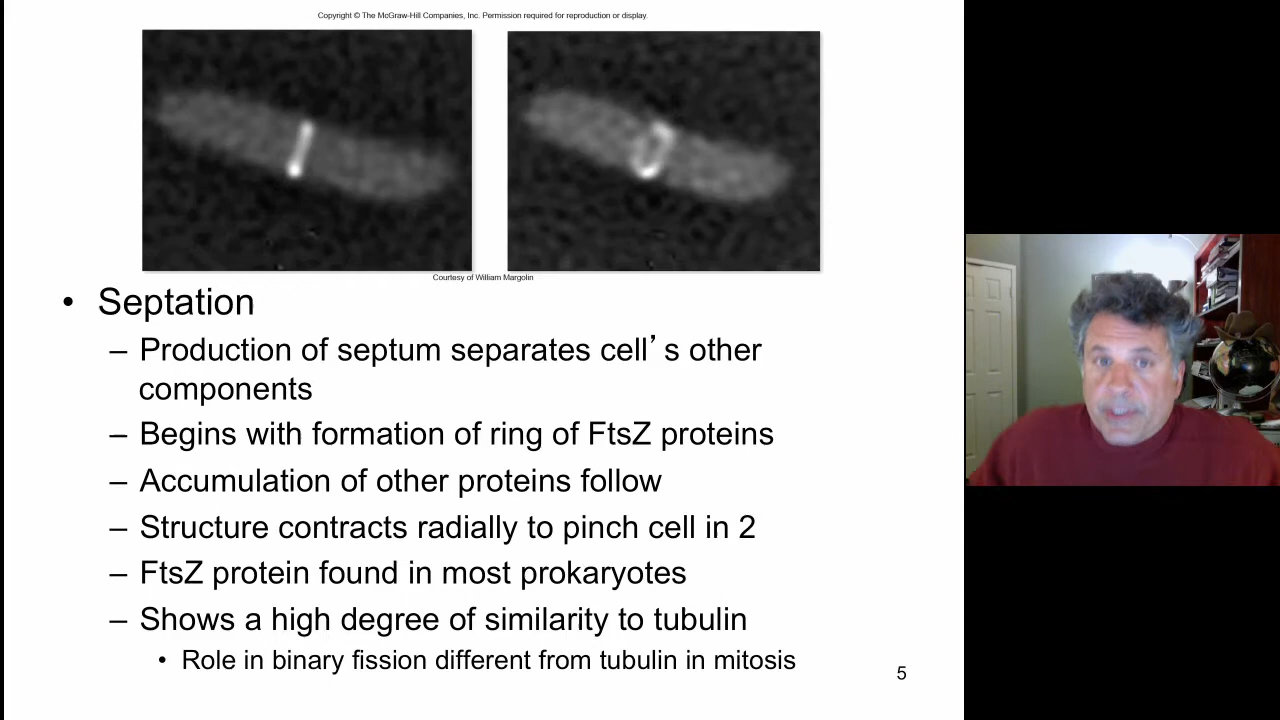 Copyright © The McGraw-Hill Companies, Inc. Permission required for reproduction or display.
Courtesy of William Margolin
• Septation
– Production of septum separates cell’s other
components
– Begins with formation of ring of FtsZ proteins
– Accumulation of other proteins follow
– Structure contracts radially to pinch cell in 2
– FtsZ protein found in most prokaryotes
– Shows a high degree of similarity to tubulin
• Role in binary fission different from tubulin in mitosis
5